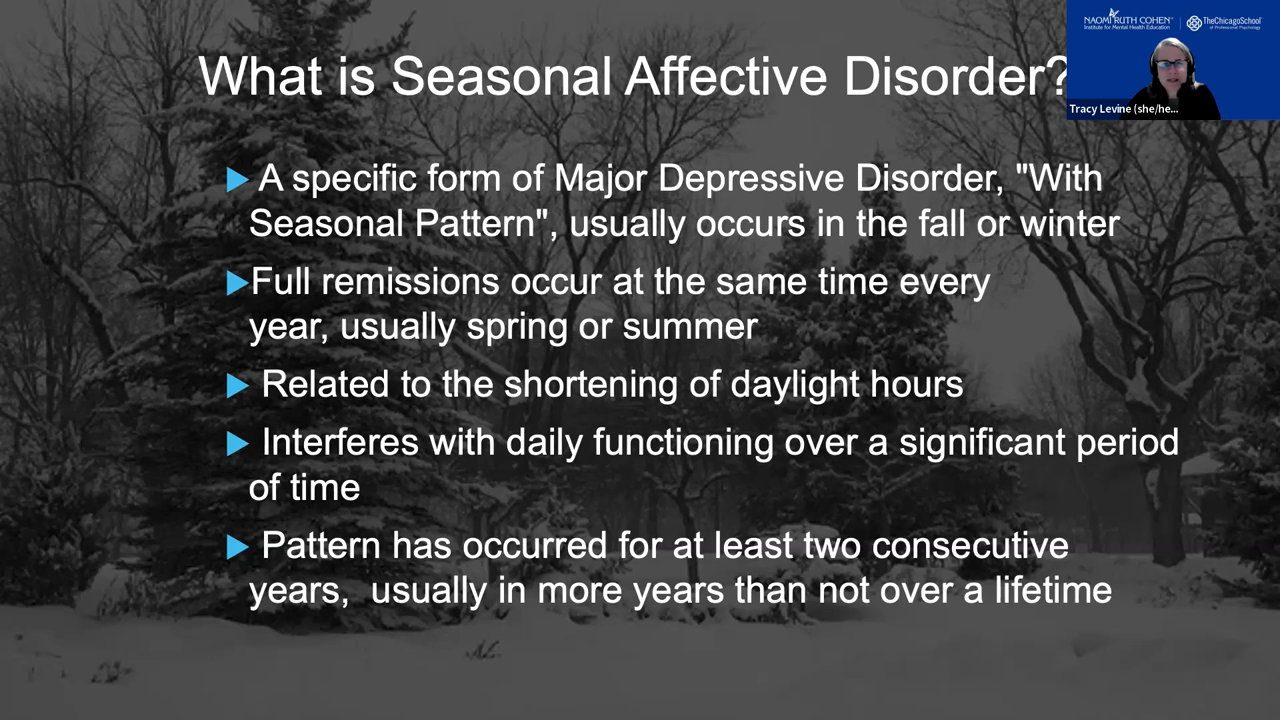 NAOMI RUTH COHEN
Institute for Mental Health Education
TheChicagoSchool
of Professional Psychology
Tracy Levine (she/he...
What is Seasonal Affective Disorder?
A specific form of Major Depressive Disorder, "With
Seasonal Pattern", usually occurs in the fall or winter
Full remissions occur at the same time every
year, usually spring or summer
Related to the shortening of daylight hours
Interferes with daily functioning over a significant period
of time
Pattern has occurred for at least two consecutive
years,  usually in more years than not over a lifetime